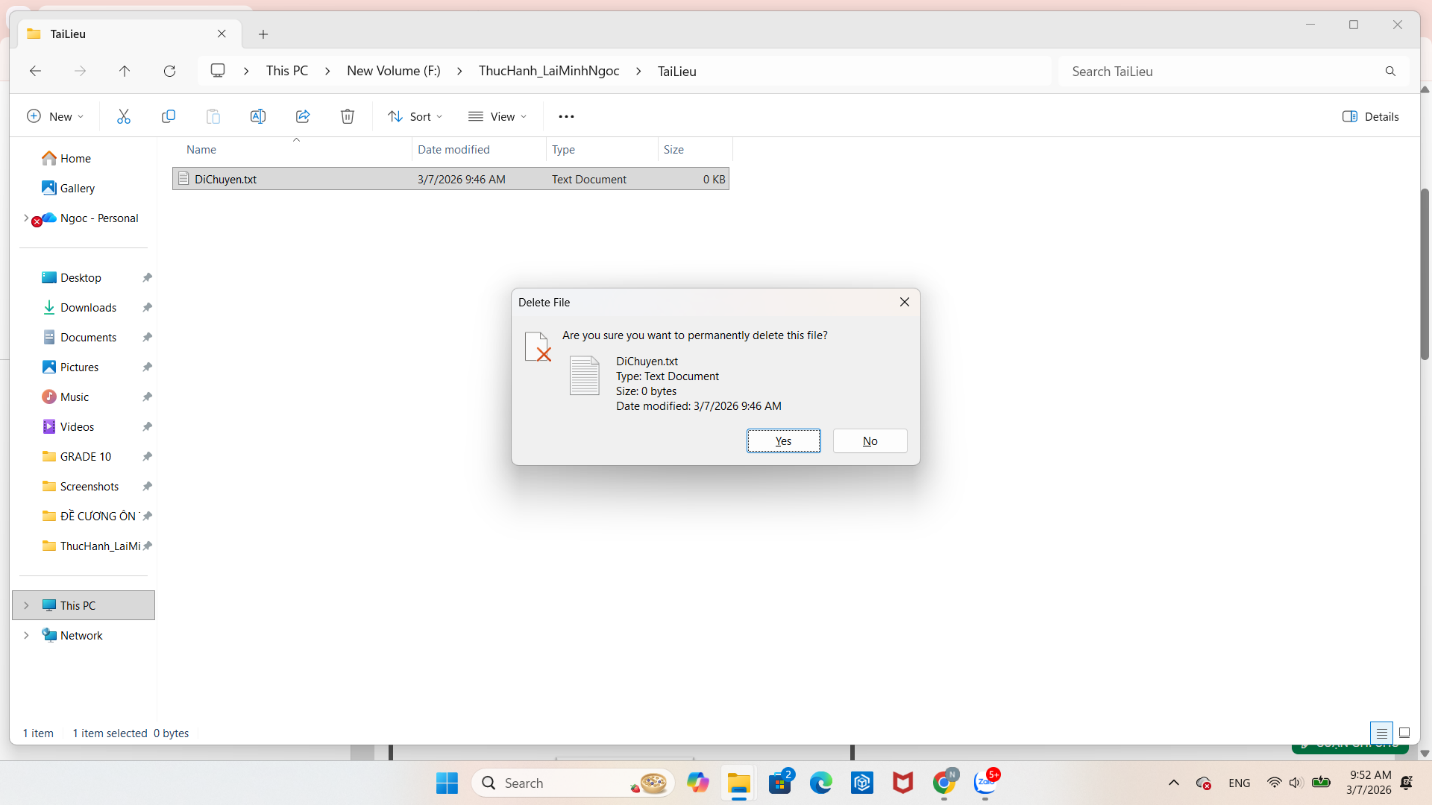 TaiLieu
This PC
New Volume (F:)
ThucHanh_LaiMinhNgoc
TaiLieu
Search TaiLieu
New
Sort
View
Details
Name
Date modified
Type
Size
DiChuyen.txt
3/7/2026 9:46 AM
Text Document
0 KB
Home
Gallery
Ngoc - Personal
Desktop
Downloads
Documents
Pictures
Music
Videos
GRADE 10
Screenshots
ĐỀ CƯƠNG ÔN
ThucHanh_LaiMi
This PC
Network
Delete File
Are you sure you want to permanently delete this file?
DiChuyen.txt
Type: Text Document
Size: 0 bytes
Date modified: 3/7/2026 9:46 AM
Yes
No
1 item
1 item selected 0 bytes
Search
2
N
Zalo
5+
ENG
9:52 AM
3/7/2026